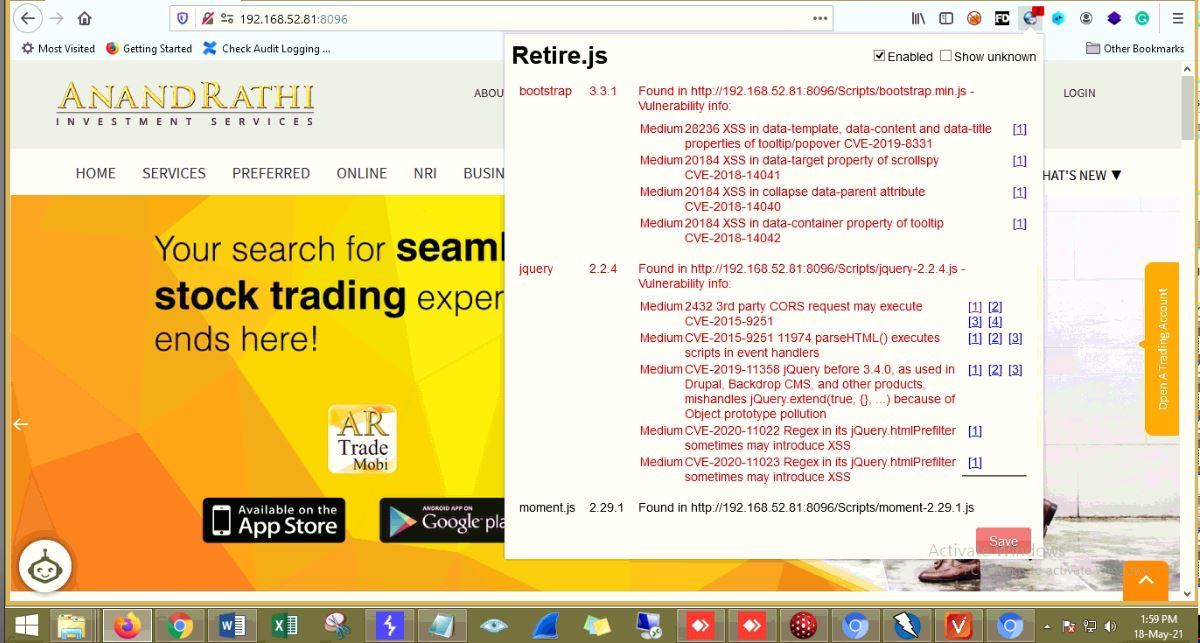 192.168.52.81:8096
Most Visited Getting Started Check Audit Logging ... Other Bookmarks
Retire.js
Enabled Show unknown
ANANDRATHI
INVESTMENT SERVICES
ABOU
LOGIN
HOME SERVICES PREFERRED ONLINE NRI BUSIN
HAT'S NEW ▼
bootstrap 3.3.1 Found in http://192.168.52.81:8096/Scripts/bootstrap.min.js -
Vulnerability info:
Medium 28236 XSS in data-template, data-content and data-title [1]
properties of tooltip/popover CVE-2019-8331
Medium 20184 XSS in data-target property of scrollspy [1]
CVE-2018-14041
Medium 20184 XSS in collapse data-parent attribute [1]
CVE-2018-14040
Medium 20184 XSS in data-container property of tooltip [1]
CVE-2018-14042
jquery 2.2.4 Found in http://192.168.52.81:8096/Scripts/jquery-2.2.4.js -
Vulnerability info:
Medium 2432 3rd party CORS request may execute [1] [2]
CVE-2015-9251 [3] [4]
Medium CVE-2015-9251 11974 parseHTML() executes [1] [2] [3]
scripts in event handlers
Medium CVE-2019-11358 jQuery before 3.4.0, as used in [1] [2] [3]
Drupal, Backdrop CMS, and other products,
mishandles jQuery.extend(true, {}, ...) because of
Object.prototype pollution
Medium CVE-2020-11022 Regex in its jQuery.htmlPrefilter [1]
sometimes may introduce XSS
Medium CVE-2020-11023 Regex in its jQuery.htmlPrefilter [1]
sometimes may introduce XSS
moment.js 2.29.1 Found in http://192.168.52.81:8096/Scripts/moment-2.29.1.js
Save
Your search for seaml
stock trading exper
ends here!
AR
Trade
Mobi
Available on the
App Store
ANDROID APP ON
Google pla
Open A Trading Account
Activate Windows
1:59 PM
18-May-21